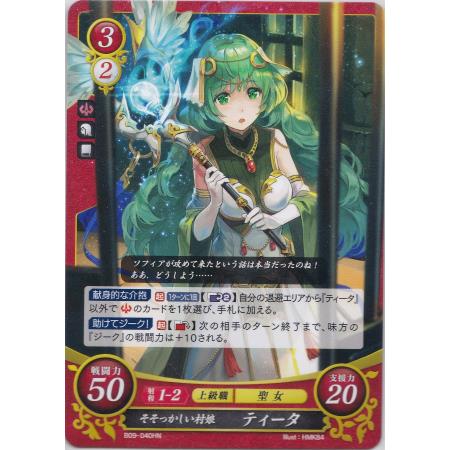 3
2
ソフィアが攻めて来たという話は本当だったのね!
ああ、どうしよう……
献身的な介抱 起 1ターンに1回【 2】自分の退避エリアから『ティータ』
以外で のカードを1枚選び、手札に加える。
助けてジーク! 起【 】次の相手のターン終了まで、味方の
『ジーク』の戦闘力は+10される。
戦闘力
50
射程 1-2
上級職
聖女
支援力
20
そそっかしい村娘 ティータ
B09-040HN
Illust : HMK84